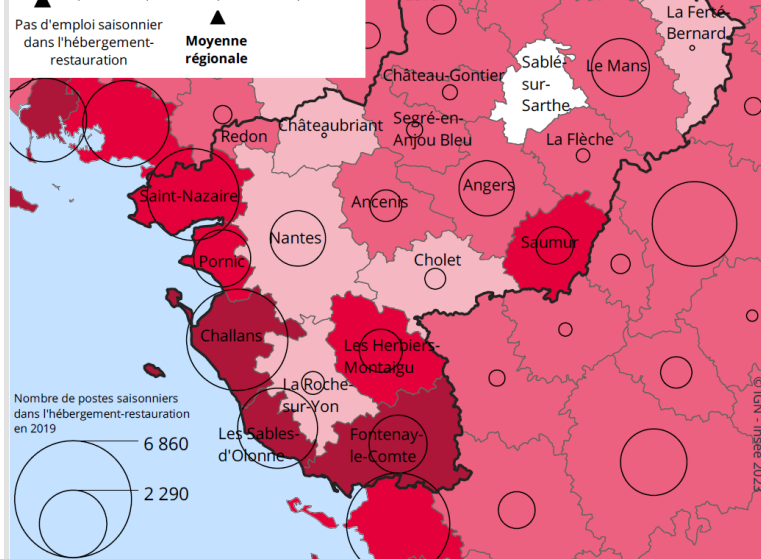 Pas d'emploi saisonnier
dans l'hébergement-
restauration
Moyenne
régionale
La Ferté-
Bernard
Château-Gontier
Sablé-
sur-
Sarthe
Le Mans
Redon
Châteaubriant
Segré-en-
Anjou Bleu
La Flèche
Saint-Nazaire
Ancenis
Angers
Nantes
Saumur
Pornic
Cholet
Challans
Les Herbiers-
Montaigu
La Roche-
sur-Yon
Les Sables-
d'Olonne
Fontenay-
le-Comte
Nombre de postes saisonniers
dans l'hébergement-restauration
en 2019
6 860
2 290
©IGN - Insee 2023